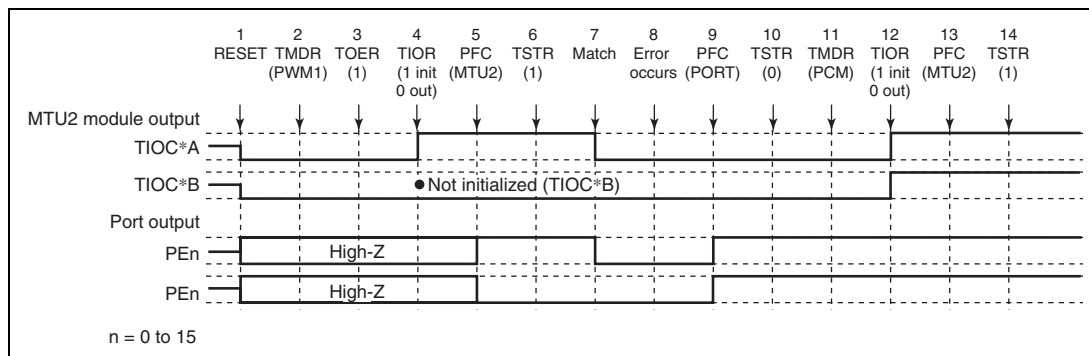 1 2 3 4 5 6 7 8 9 10 11 12 13 14
RESET TMDR TOER TIOR PFC TSTR Match Error PFC TSTR TMDR TIOR PFC TSTR
(PWM1) (1) (1 init (MTU2) (1) occurs (PORT) (0) (PCM) (1 init (MTU2) (1)
0 out) 0 out)
MTU2 module output
TIOC*A
TIOC*B
● Not initialized (TIOC*B)
Port output
PEn
High-Z
PEn
High-Z
n = 0 to 15